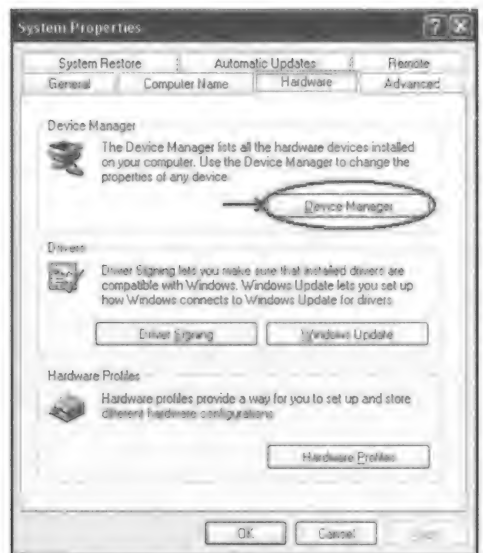 System Properties
System Restore
Automatic Updates
Remote
General
Computer Name
Hardware
Advanced
Device Manager
The Device Manager lists all the hardware devices installed
on your computer. Use the Device Manager to change the
properties of any device.
Device Manager
Drivers
Driver Signing lets you make sure that installed drivers are
compatible with Windows. Windows Update lets you set up
how Windows connects to Windows Update for drivers.
Driver Signing
Windows Update
Hardware Profiles
Hardware profiles provide a way for you to set up and store
different hardware configurations.
Hardware Profiles
OK
Cancel